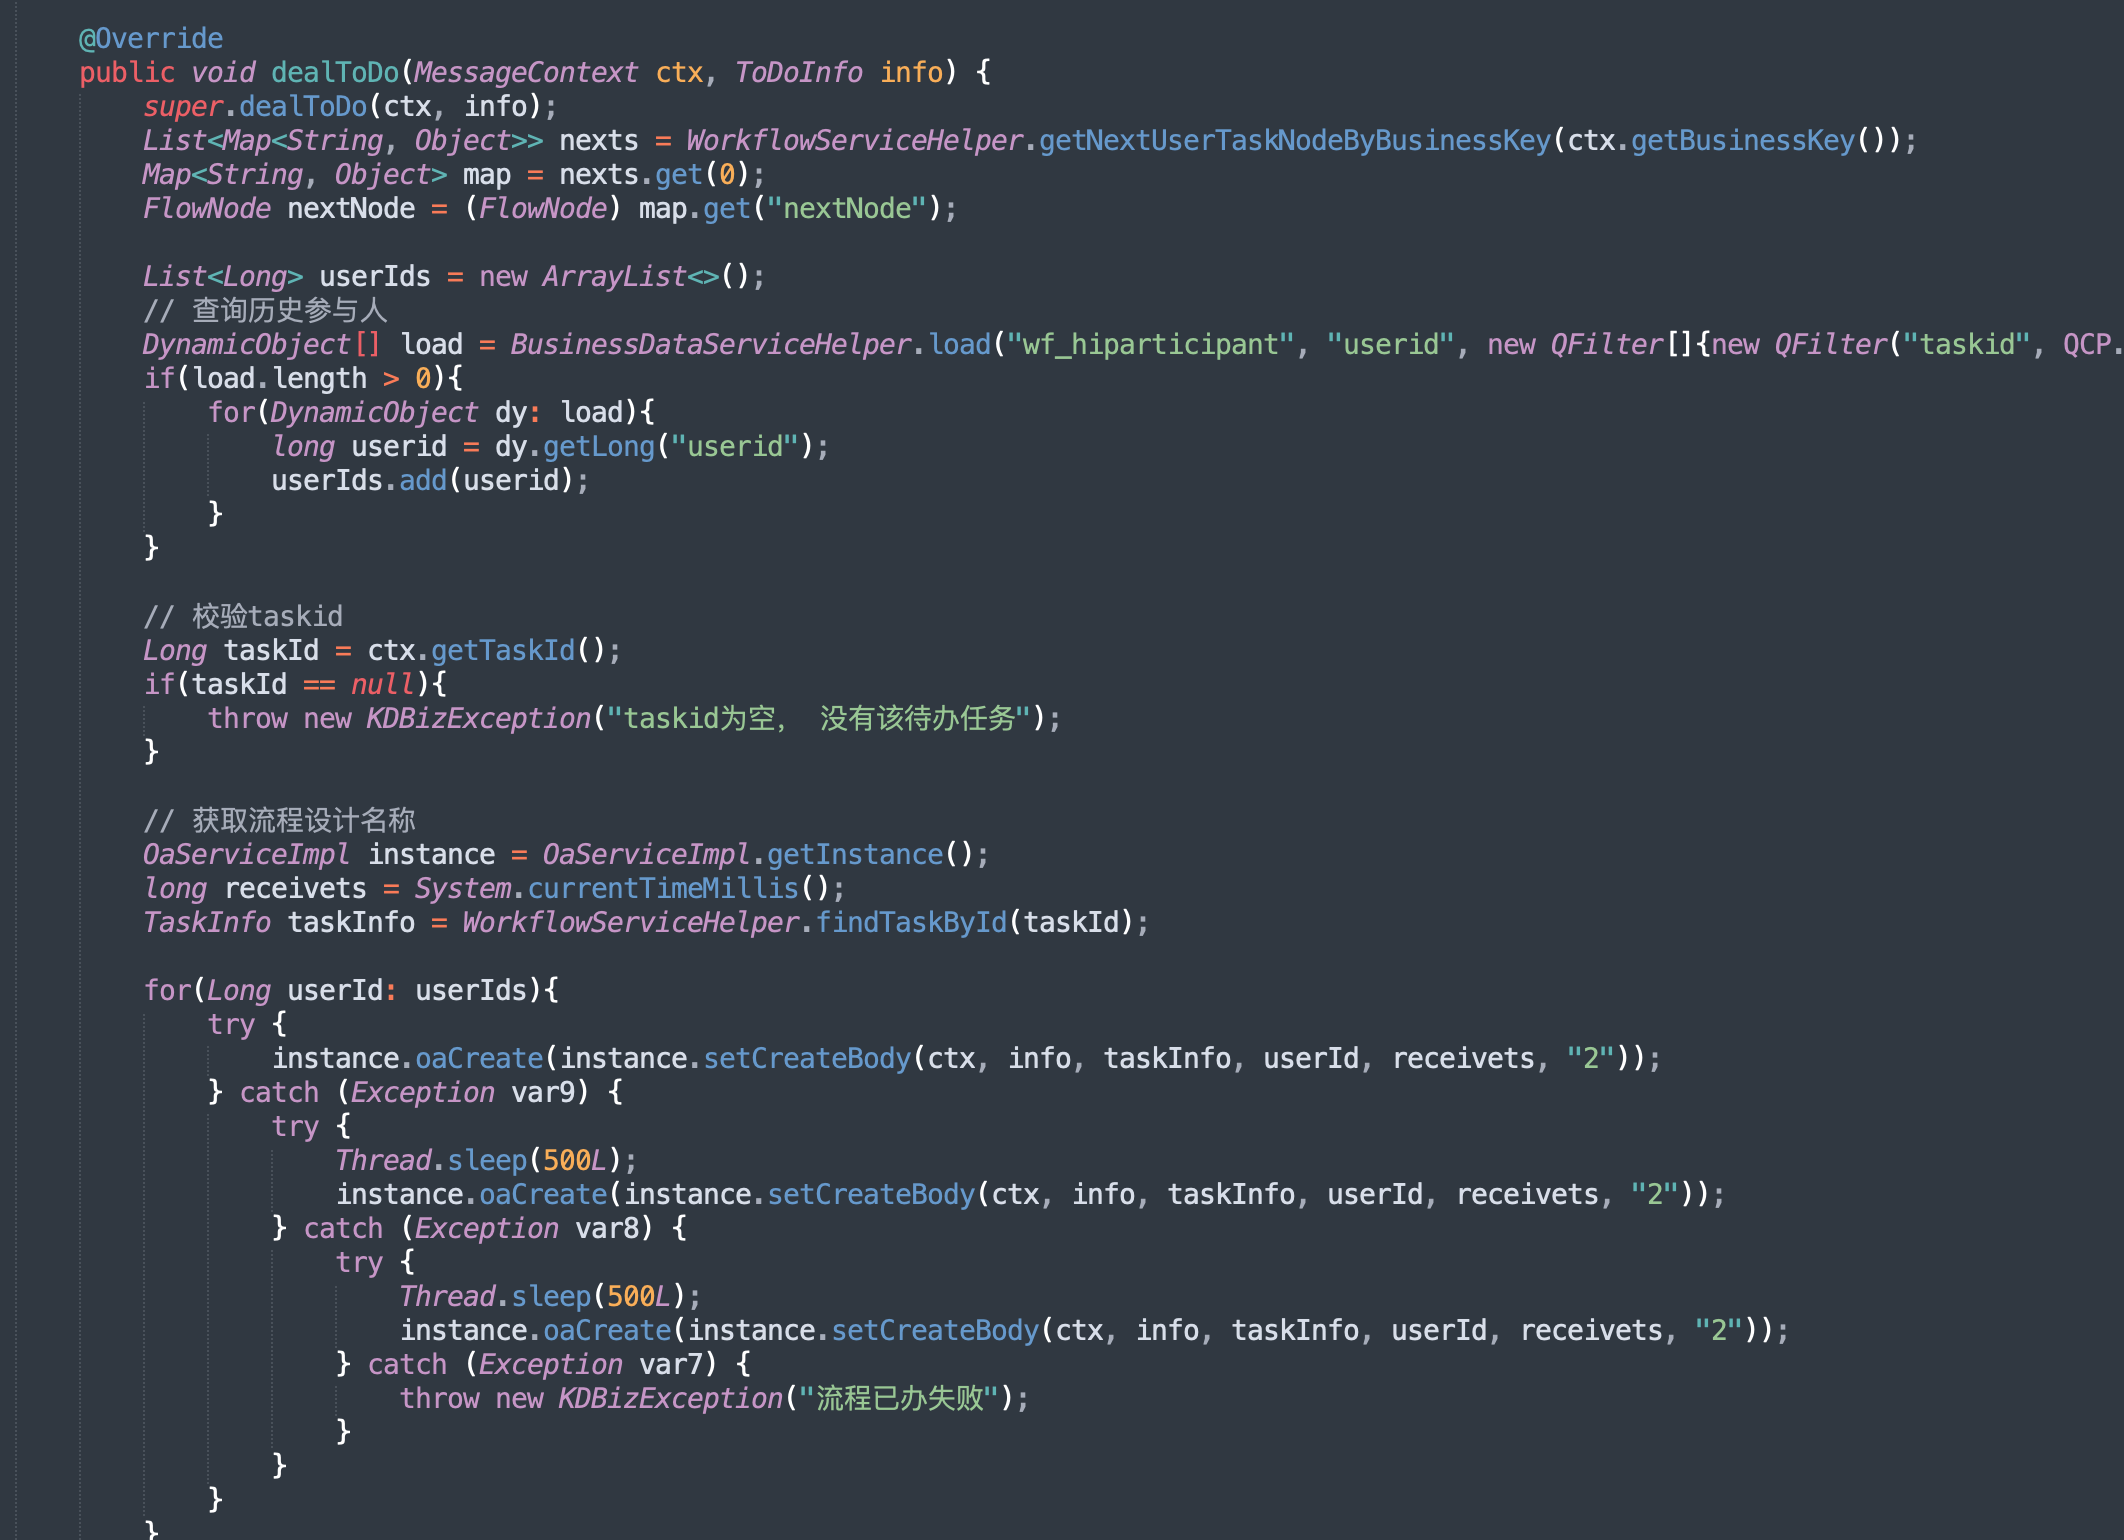 @Override
public void dealToDo(MessageContext ctx, ToDoInfo info) {
super.dealToDo(ctx, info);
List<Map<String, Object>> nexts = WorkflowServiceHelper.getNextUserTaskNodeByBusinessKey(ctx.getBusinessKey());
Map<String, Object> map = nexts.get(0);
FlowNode nextNode = (FlowNode) map.get("nextNode");
List<Long> userIds = new ArrayList<>();
// 查询历史参与人
DynamicObject[] load = BusinessDataServiceHelper.load("wf_hiparticipant", "userid", new QFilter[]{new QFilter("taskid", QCP.
if(load.length > 0){
for(DynamicObject dy: load){
long userid = dy.getLong("userid");
userIds.add(userid);
}
}
// 校验taskid
Long taskId = ctx.getTaskId();
if(taskId == null){
throw new KDBizException("taskid为空， 没有该待办任务");
}
// 获取流程设计名称
OaServiceImpl instance = OaServiceImpl.getInstance();
long receivets = System.currentTimeMillis();
TaskInfo taskInfo = WorkflowServiceHelper.findTaskById(taskId);
for(Long userId: userIds){
try {
instance.oaCreate(instance.setCreateBody(ctx, info, taskInfo, userId, receivets, "2"));
} catch (Exception var9) {
try {
Thread.sleep(500L);
instance.oaCreate(instance.setCreateBody(ctx, info, taskInfo, userId, receivets, "2"));
} catch (Exception var8) {
try {
Thread.sleep(500L);
instance.oaCreate(instance.setCreateBody(ctx, info, taskInfo, userId, receivets, "2"));
} catch (Exception var7) {
throw new KDBizException("流程已办失败");
}
}
}
}